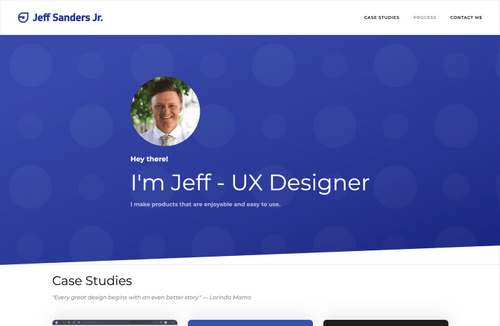 Jeff Sanders Jr.
CASE STUDIES PROCESS CONTACT ME
Hey there!
I'm Jeff - UX Designer
I make products that are enjoyable and easy to use.
Case Studies
"Every great design begins with an even better story." — Lorinda Mamo